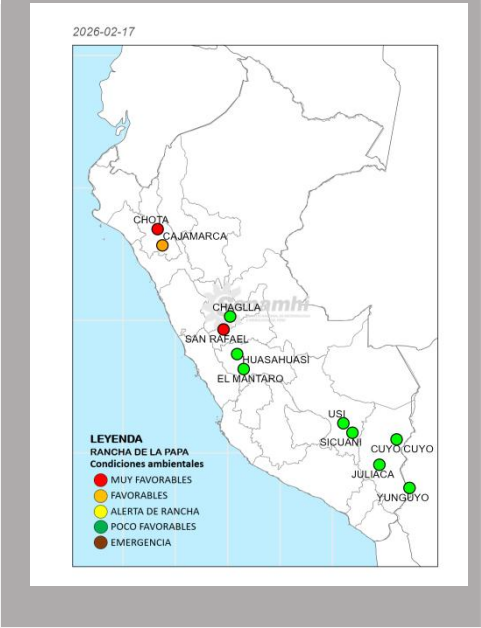 2026-02-17
CHOTA
CAJAMARCA
Senamhi
CHAGLLA
SAN RAFAEL
HUASAHUASI
EL MANTARO
USI
SICUANI
CUYO CUYO
JULIACA
YUNGUYO
LEYENDA
RANCHA DE LA PAPA
Condiciones ambientales
MUY FAVORABLES
FAVORABLES
ALERTA DE RANCHA
POCO FAVORABLES
EMERGENCIA